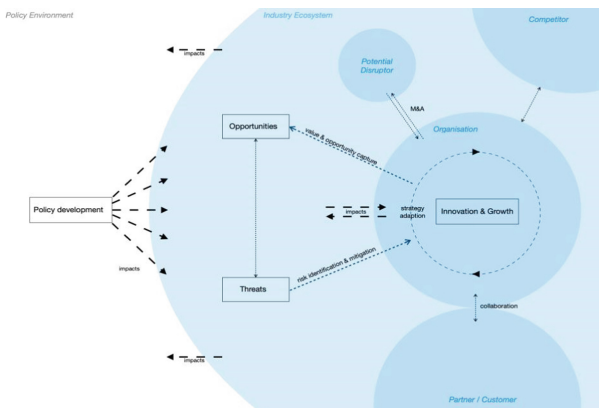 Policy Environment
Industry Ecosystem
Competitor
impacts
Potential
Disruptor
M&A
Organisation
Opportunities
value & opportunity capture
Policy development
impacts
strategy
adaption
Innovation & Growth
impacts
risk identification & mitigation
Threats
collaboration
impacts
Partner / Customer